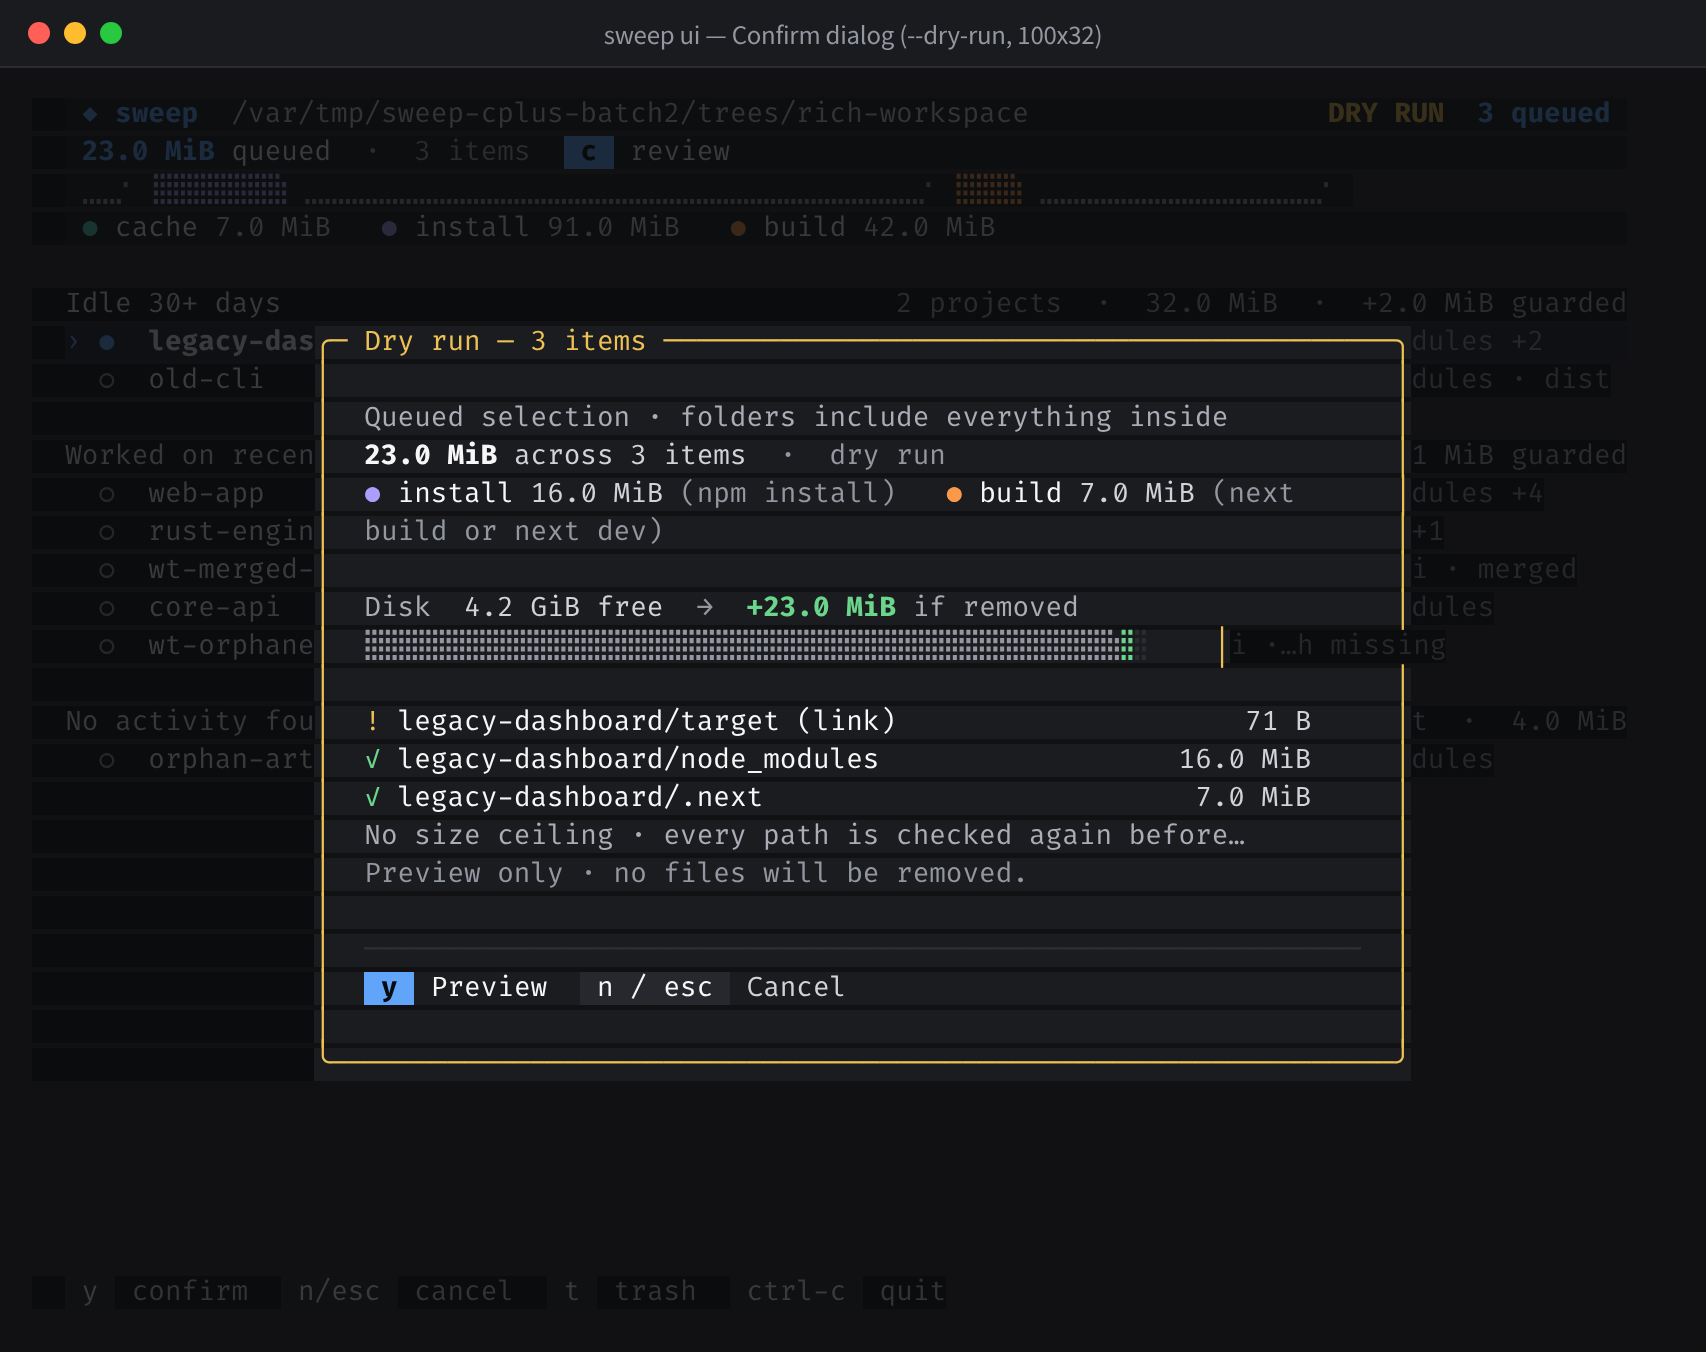 sweep ui — Confirm dialog (--dry-run, 100x32)
◆ sweep /var/tmp/sweep-cplus-batch2/trees/rich-workspace DRY RUN 3 queued
23.0 MiB queued · 3 items c review
● cache 7.0 MiB ● install 91.0 MiB ● build 42.0 MiB
Idle 30+ days 2 projects · 32.0 MiB · +2.0 MiB guarded
› ● legacy-das Dry run — 3 items dules +2
○ old-cli dules · dist
Queued selection · folders include everything inside
Worked on recen 23.0 MiB across 3 items · dry run 1 MiB guarded
○ web-app ● install 16.0 MiB (npm install) ● build 7.0 MiB (next dules +4
○ rust-engin build or next dev) +1
○ wt-merged- i · merged
○ core-api Disk 4.2 GiB free → +23.0 MiB if removed dules
○ wt-orphane i ·…h missing
No activity fou ! legacy-dashboard/target (link) 71 B t · 4.0 MiB
○ orphan-art √ legacy-dashboard/node_modules 16.0 MiB dules
√ legacy-dashboard/.next 7.0 MiB
No size ceiling · every path is checked again before…
Preview only · no files will be removed.
y Preview n / esc Cancel
y confirm n/esc cancel t trash ctrl-c quit